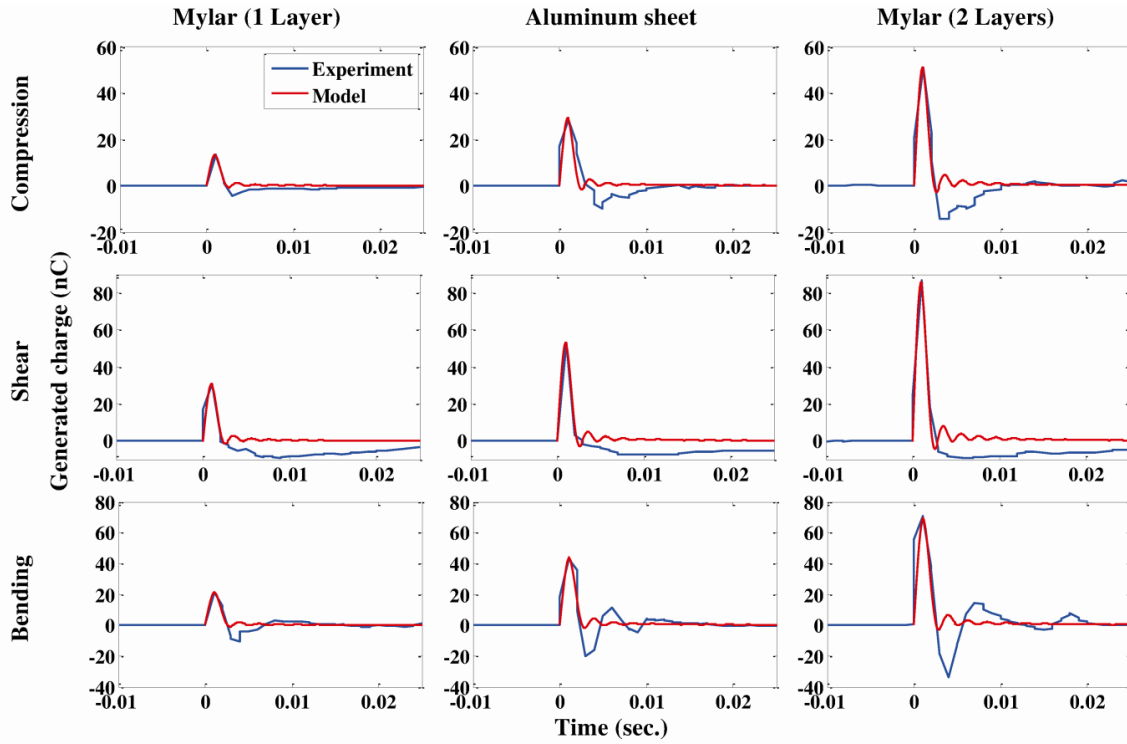 Mylar (1 Layer) Aluminum sheet Mylar (2 Layers)
Compression
Shear
Bending
Generated charge (nC)
Experiment
Model
60 60 60
40 40 40
20 20 20
0 0 0
-20 -20 -20
-0.01 0 0.01 0.02 -0.01 0 0.01 0.02 -0.01 0 0.01 0.02
80 80 80
60 60 60
40 40 40
20 20 20
0 0 0
-0.01 0 0.01 0.02 -0.01 0 0.01 0.02 -0.01 0 0.01 0.02
80 80 80
60 60 60
40 40 40
20 20 20
0 0 0
-20 -20 -20
-40 -40 -40
-0.01 0 0.01 0.02 -0.01 0 0.01 0.02 -0.01 0 0.01 0.02
Time (sec.)